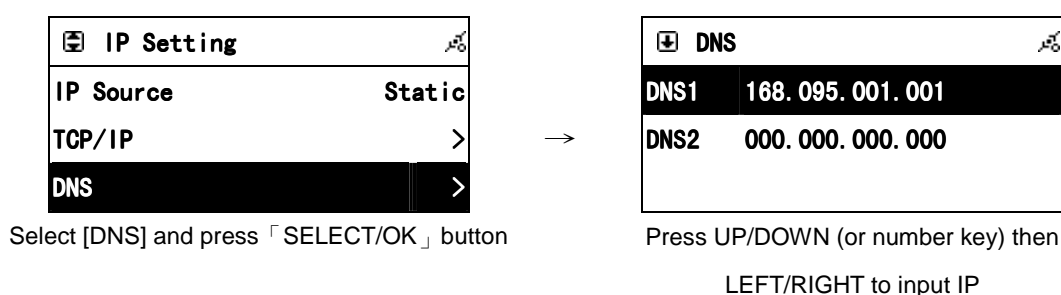 IP Setting
IP Source Static
TCP/IP >
DNS >
Select [DNS] and press「SELECT/OK」button
→
DNS
DNS1 168.095.001.001
DNS2 000.000.000.000
Press UP/DOWN (or number key) then
LEFT/RIGHT to input IP